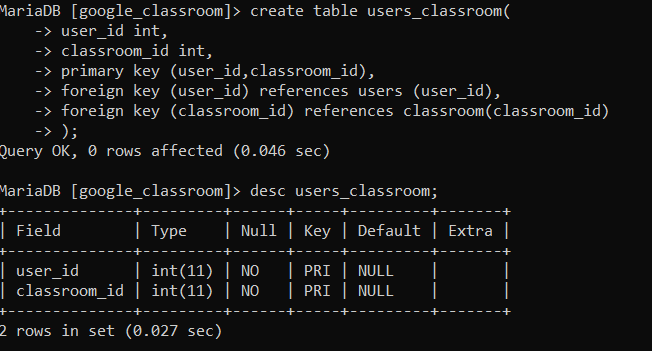 MariaDB [google_classroom]> create table users_classroom(
    -> user_id int,
    -> classroom_id int,
    -> primary key (user_id,classroom_id),
    -> foreign key (user_id) references users (user_id),
    -> foreign key (classroom_id) references classroom(classroom_id)
    -> );
Query OK, 0 rows affected (0.046 sec)

MariaDB [google_classroom]> desc users_classroom;
+--------------+---------+------+-----+---------+-------+
| Field        | Type    | Null | Key | Default | Extra |
+--------------+---------+------+-----+---------+-------+
| user_id      | int(11) | NO   | PRI | NULL    |       |
| classroom_id | int(11) | NO   | PRI | NULL    |       |
+--------------+---------+------+-----+---------+-------+
2 rows in set (0.027 sec)